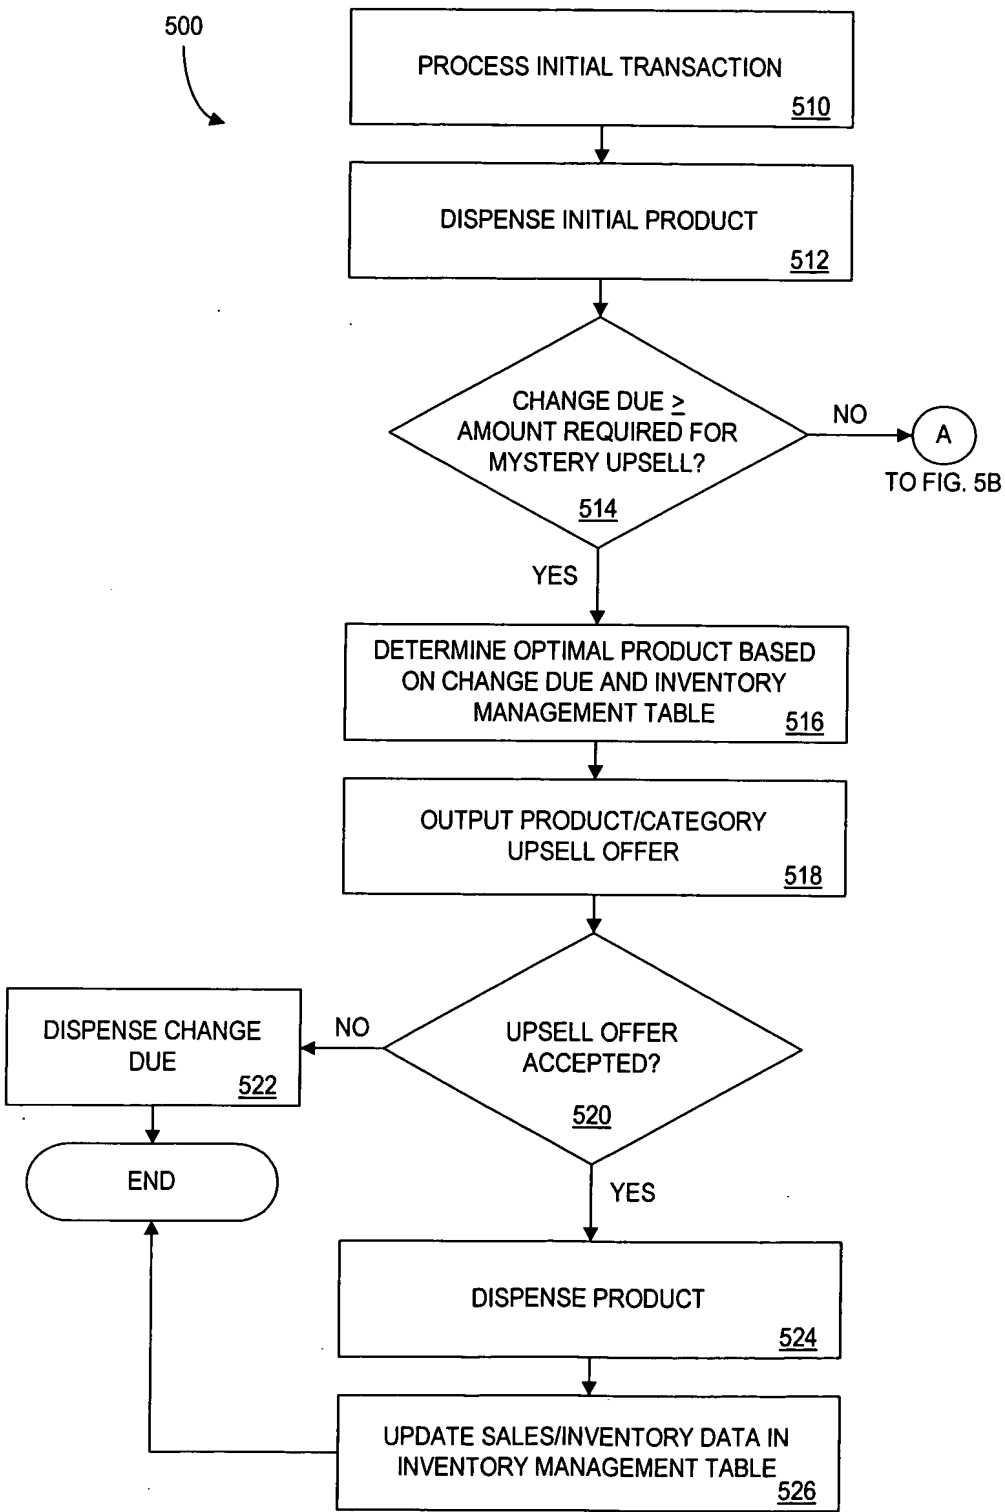 500
PROCESS INITIAL TRANSACTION
510
DISPENSE INITIAL PRODUCT
512
CHANGE DUE ≥
AMOUNT REQUIRED FOR
MYSTERY UPSELL?
514
NO
A
TO FIG. 5B
YES
DETERMINE OPTIMAL PRODUCT BASED
ON CHANGE DUE AND INVENTORY
MANAGEMENT TABLE
516
OUTPUT PRODUCT/CATEGORY
UPSELL OFFER
518
UPSELL OFFER
ACCEPTED?
520
NO
DISPENSE CHANGE
DUE
522
END
YES
DISPENSE PRODUCT
524
UPDATE SALES/INVENTORY DATA IN
INVENTORY MANAGEMENT TABLE
526